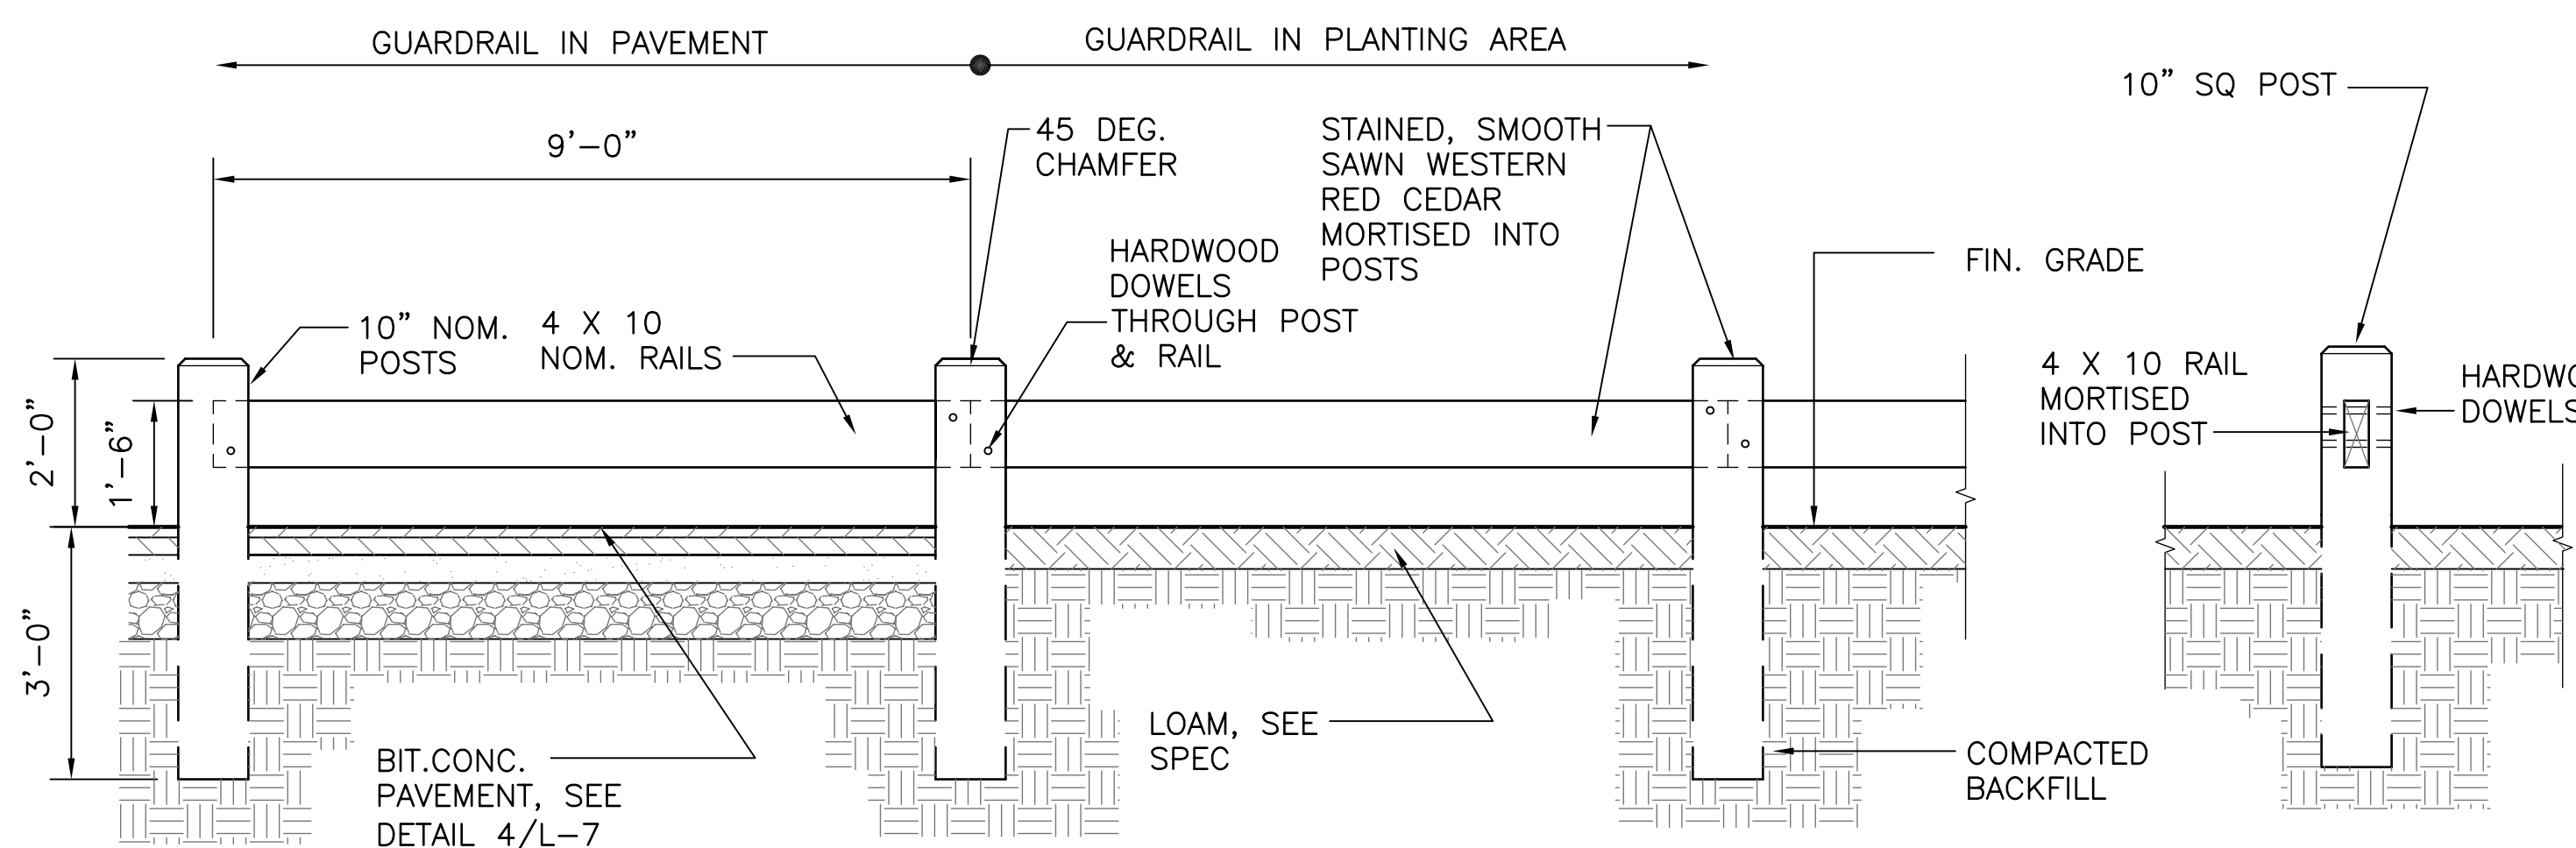 GUARDRAIL IN PAVEMENT
GUARDRAIL IN PLANTING AREA
9'-0"
45 DEG.
CHAMFER
STAINED, SMOOTH
SAWN WESTERN
RED CEDAR
MORTISED INTO
POSTS
10" SQ POST
HARDWOOD
DOWELS
THROUGH POST
& RAIL
FIN. GRADE
10" NOM.
POSTS
4 X 10
NOM. RAILS
4 X 10 RAIL
MORTISED
INTO POST
HARDWO
DOWELS
2'-0"
1'-6"
3'-0"
BIT.CONC.
PAVEMENT, SEE
DETAIL 4/L-7
LOAM, SEE
SPEC
COMPACTED
BACKFILL